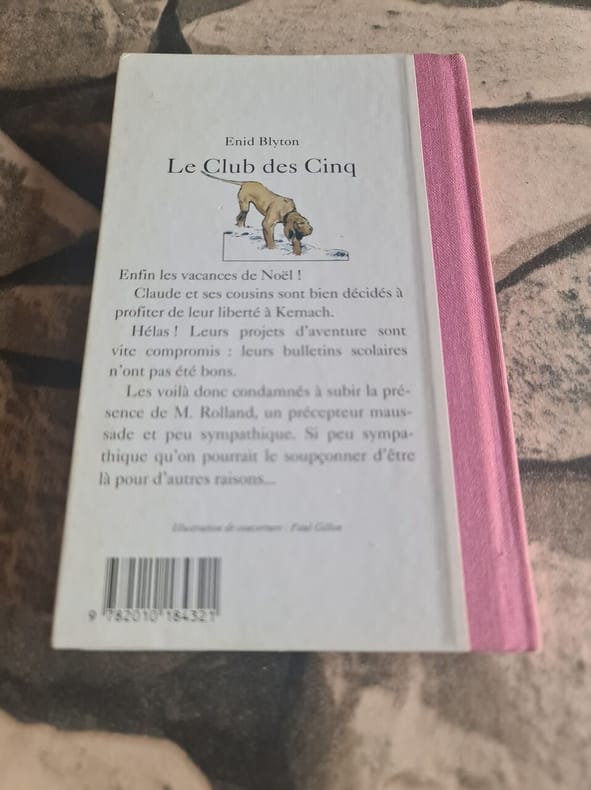 Enid Blyton
Le Club des Cinq
Enfin les vacances de Noël !
Claude et ses cousins sont bien décidés à
profiter de leur liberté à Kernach.
Hélas ! Leurs projets d'aventure sont
vite compromis : leurs bulletins scolaires
n'ont pas été bons.
Les voilà donc condamnés à subir la pré-
sence de M. Rolland, un précepteur maus-
sade et peu sympathique. Si peu sympa-
thique qu'on pourrait le soupçonner d'être
là pour d'autres raisons...
Illustration de couverture : Paul Gillon
9 782010 184321